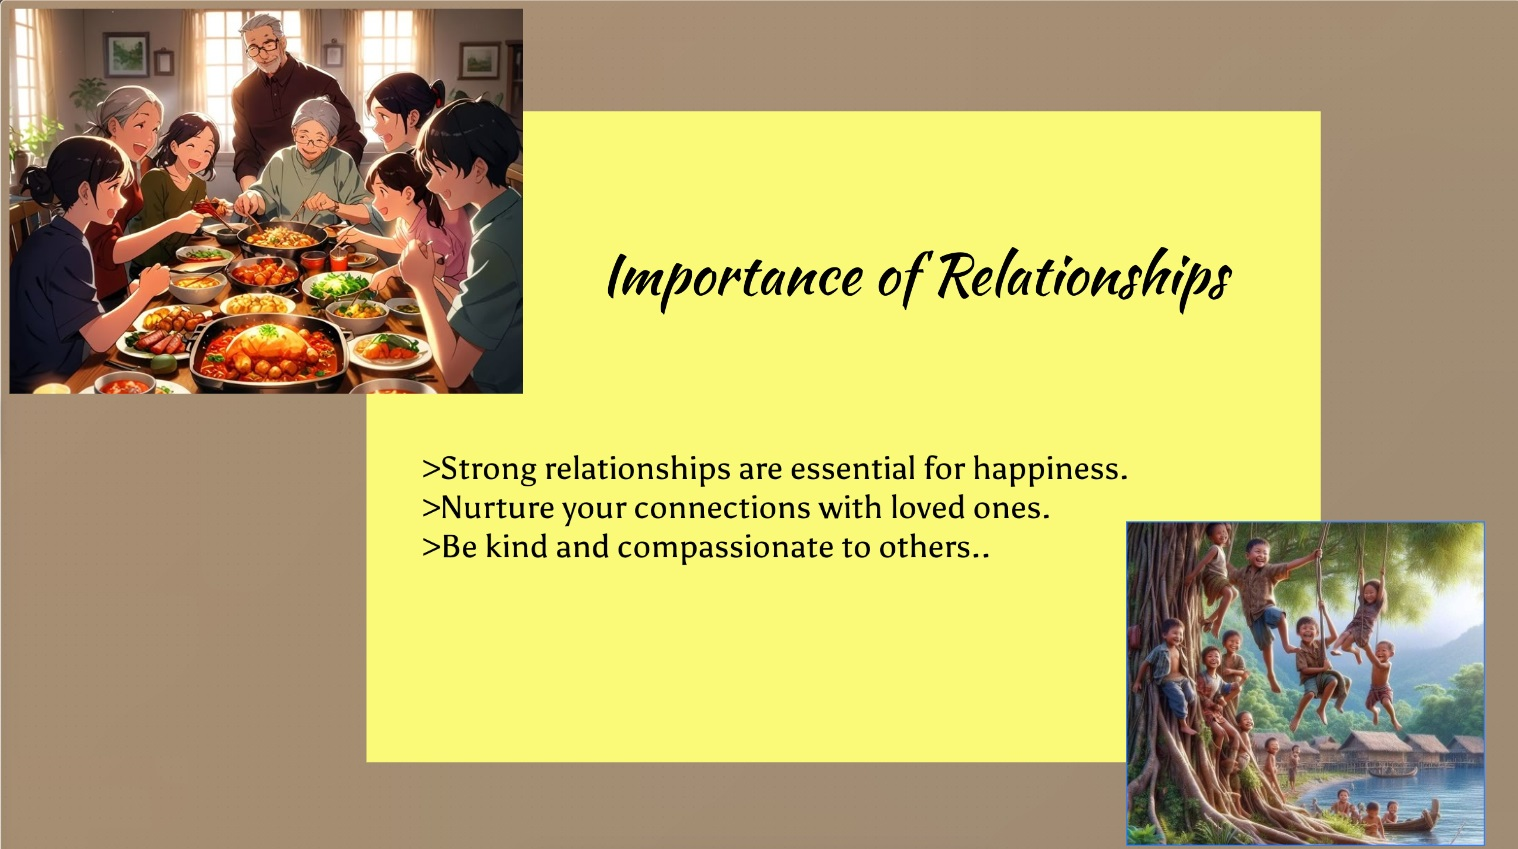 Importance of Relationships
>Strong relationships are essential for happiness.
>Nurture your connections with loved ones.
>Be kind and compassionate to others..